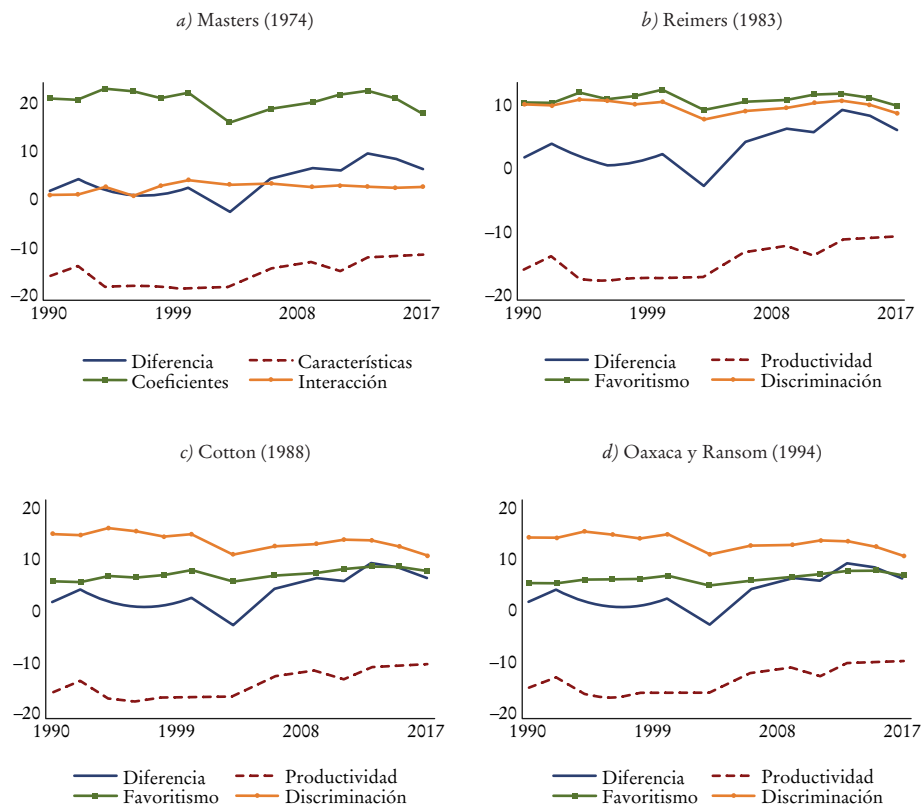 a) Masters (1974)
20
10
0
–10
–20
1990 1999 2008 2017
Diferencia Características
Coeficientes Interacción
b) Reimers (1983)
10
0
–10
–20
1990 1999 2008 2017
Diferencia Productividad
Favoritismo Discriminación
c) Cotton (1988)
20
10
0
–10
–20
1990 1999 2008 2017
Diferencia Productividad
Favoritismo Discriminación
d) Oaxaca y Ransom (1994)
20
10
0
–10
–20
1990 1999 2008 2017
Diferencia Productividad
Favoritismo Discriminación